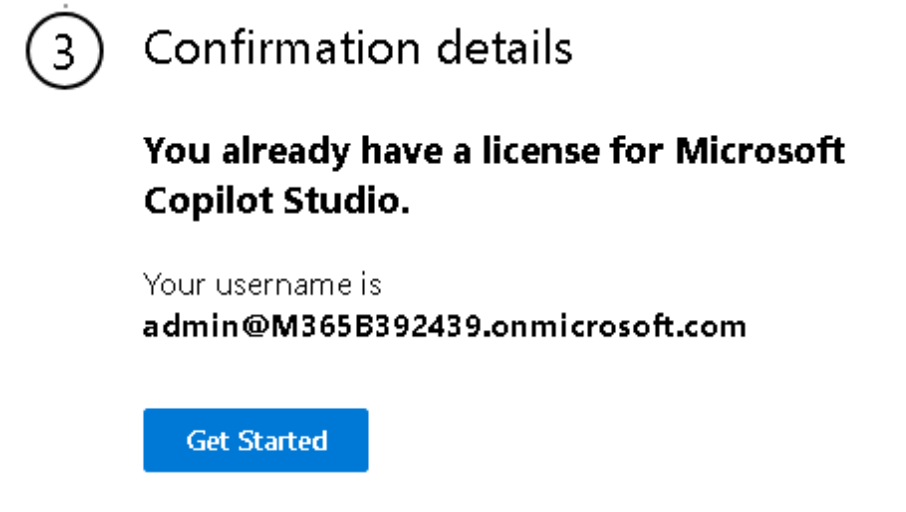 3 Confirmation details
You already have a license for Microsoft
Copilot Studio.
Your username is
admin@M365B392439.onmicrosoft.com
Get Started